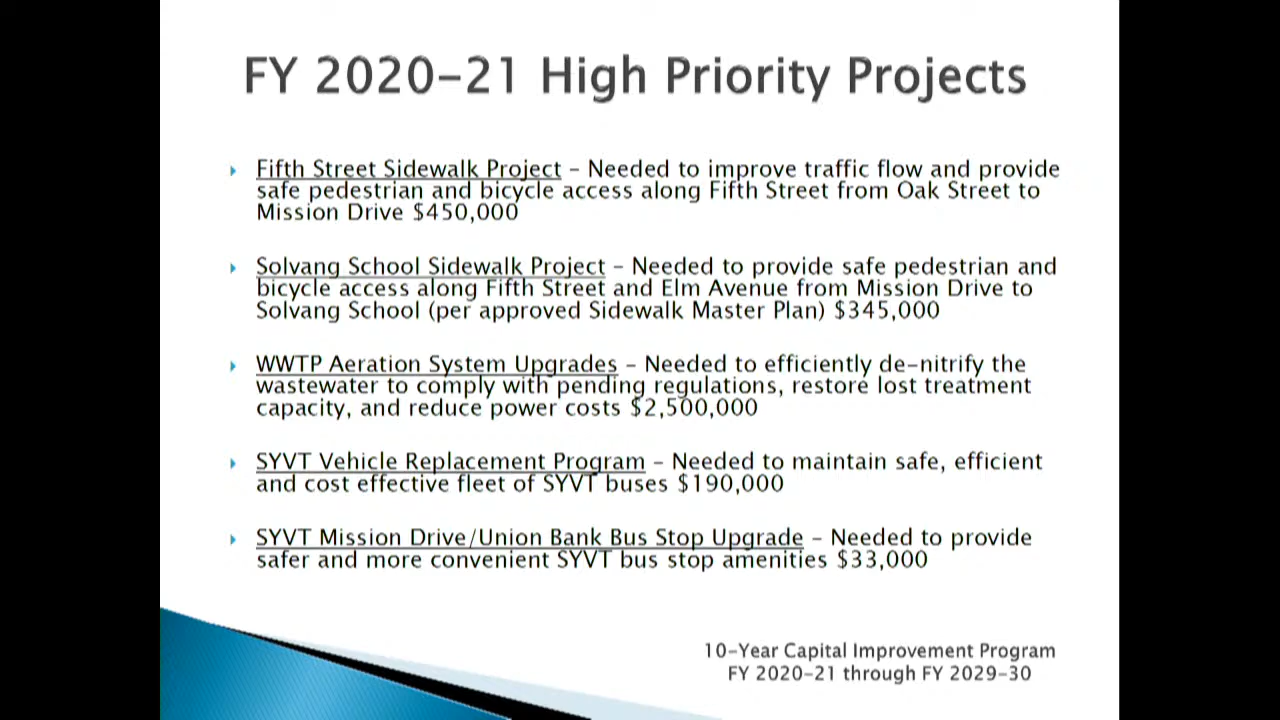 FY 2020-21 High Priority Projects
Fifth Street Sidewalk Project - Needed to improve traffic flow and provide
safe pedestrian and bicycle access along Fifth Street from Oak Street to
Mission Drive $450,000
Solvang School Sidewalk Project - Needed to provide safe pedestrian and
bicycle access along Fifth Street and Elm Avenue from Mission Drive to
Solvang School (per approved Sidewalk Master Plan) $345,000
WWTP Aeration System Upgrades - Needed to efficiently de-nitrify the
wastewater to comply with pending regulations, restore lost treatment
capacity, and reduce power costs $2,500,000
SYVT Vehicle Replacement Program - Needed to maintain safe, efficient
and cost effective fleet of SYVT buses $190,000
SYVT Mission Drive/Union Bank Bus Stop Upgrade - Needed to provide
safer and more convenient SYVT bus stop amenities $33,000
10-Year Capital Improvement Program
FY 2020-21 through FY 2029-30